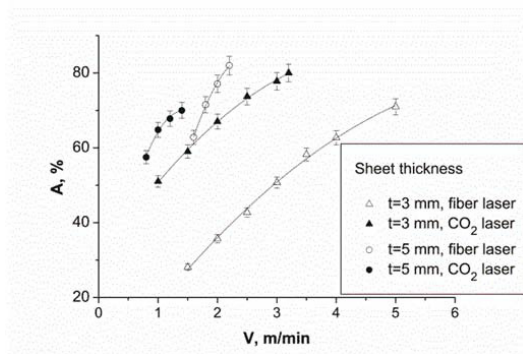 A, %
80
60
40
20
1
2
3
4
5
6
V, m/min
Sheet thickness
t=3 mm, fiber laser
t=3 mm, CO₂ laser
t=5 mm, fiber laser
t=5 mm, CO₂ laser